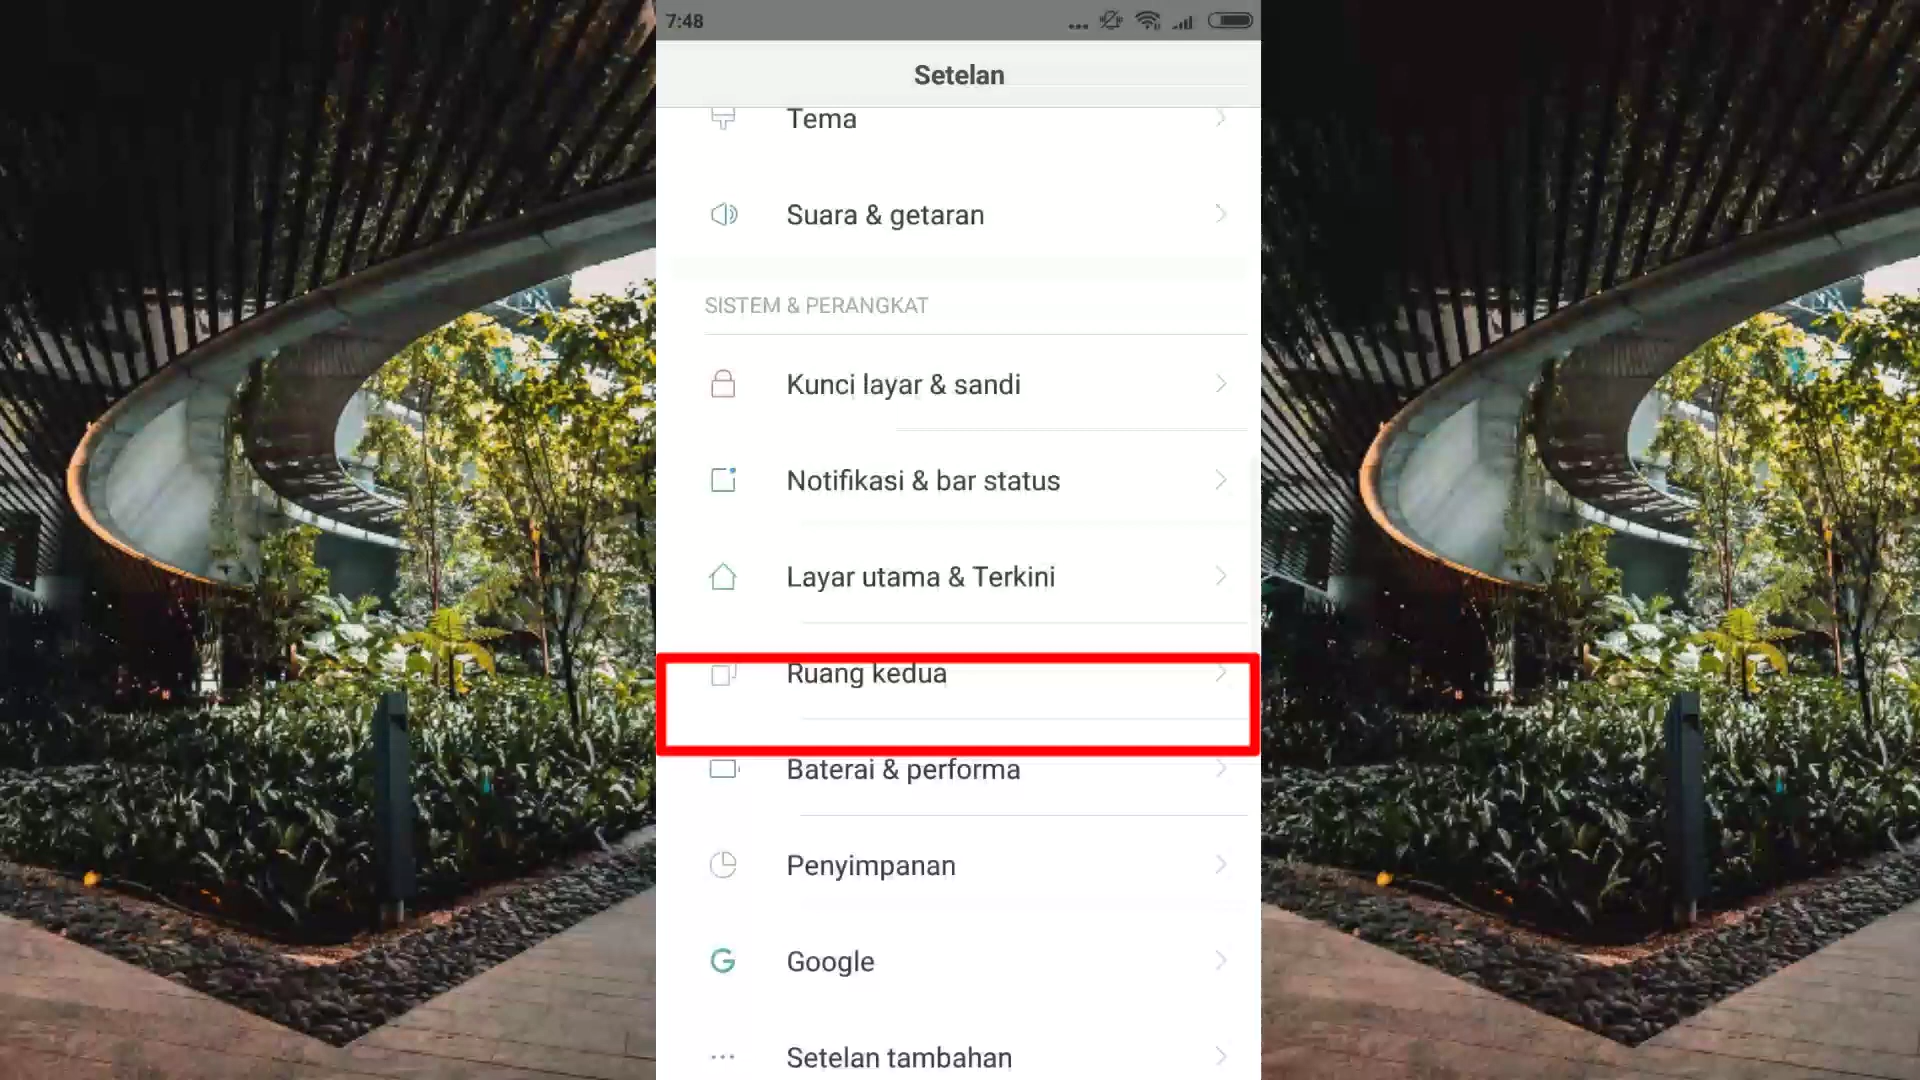 7:48
Setelan
Tema
Suara & getaran
SISTEM & PERANGKAT
Kunci layar & sandi
Notifikasi & bar status
Layar utama & Terkini
Ruang kedua
Baterai & performa
Penyimpanan
Google
Setelan tambahan